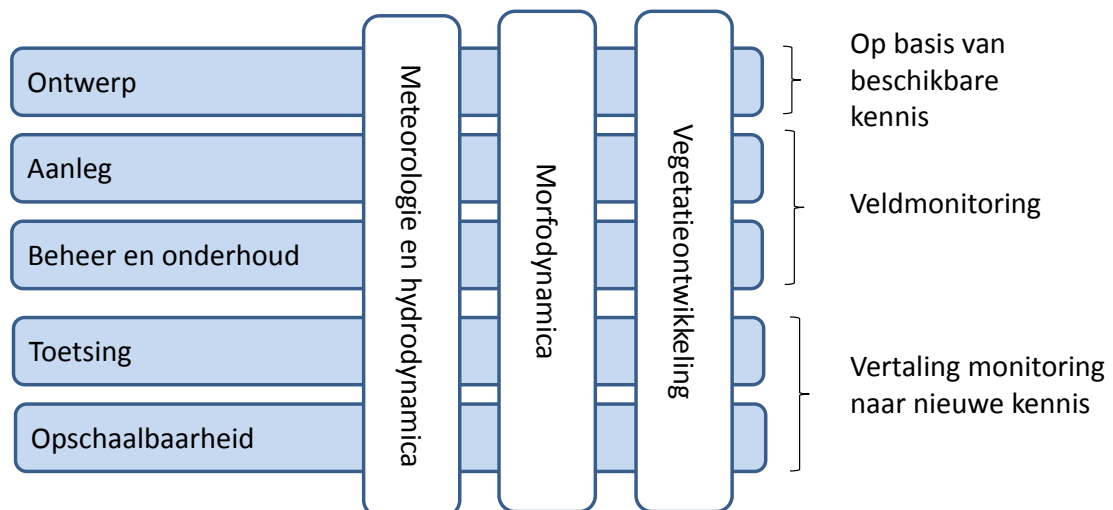 Ontwerp
Aanleg
Beheer en onderhoud
Toetsing
Opschaalbaarheid
Meteorologie en hydrodynamica
Morfodynamica
Vegetatieontwikkeling
Op basis van
beschikbare
kennis
Veldmonitoring
Vertaling monitoring
naar nieuwe kennis